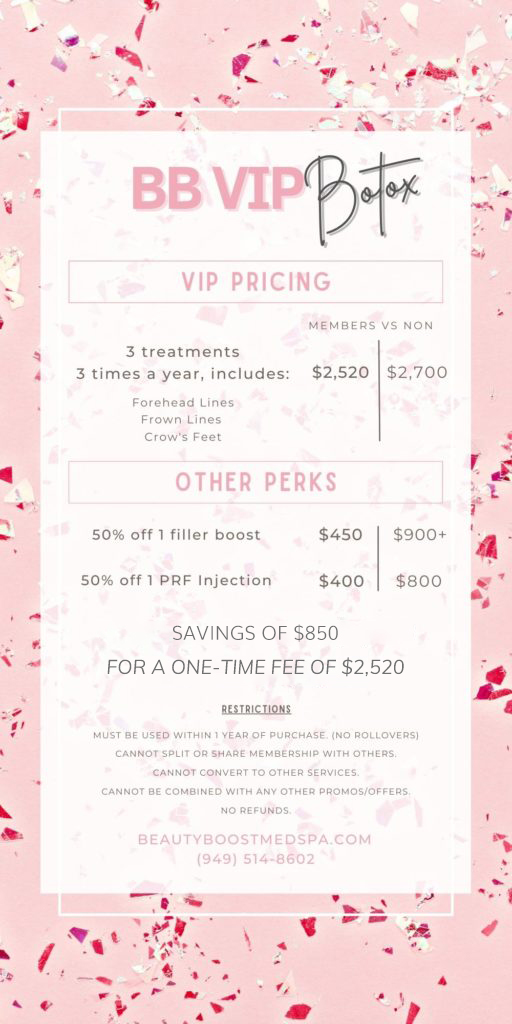 BB VIP Botox
VIP PRICING
MEMBERS VS NON
3 treatments
3 times a year, includes: $2,520 $2,700
Forehead Lines
Frown Lines
Crow's Feet
OTHER PERKS
50% off 1 filler boost $450 $900+
50% off 1 PRF Injection $400 $800
SAVINGS OF $850
FOR A ONE-TIME FEE OF $2,520
RESTRICTIONS
MUST BE USED WITHIN 1 YEAR OF PURCHASE. (NO ROLLOVERS)
CANNOT SPLIT OR SHARE MEMBERSHIP WITH OTHERS.
CANNOT CONVERT TO OTHER SERVICES.
CANNOT BE COMBINED WITH ANY OTHER PROMOS/OFFERS.
NO REFUNDS.
BEAUTYBOOSTMEDSPA.COM
(949) 514-8602